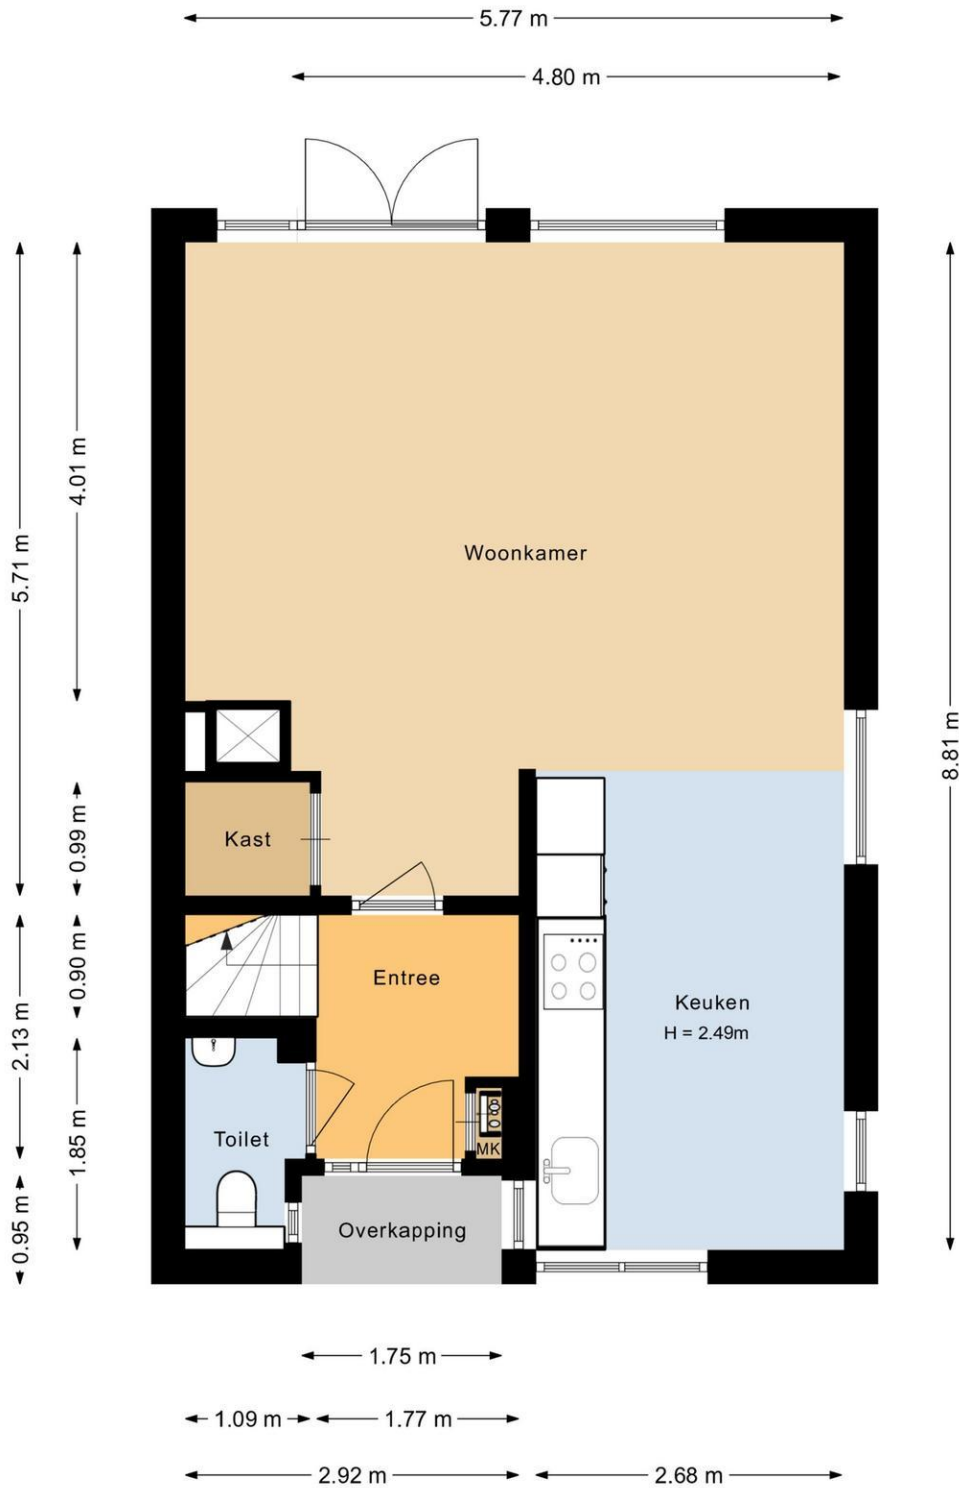 5.77 m
4.80 m
4.01 m
5.71 m
Woonkamer
8.81 m
Kast
0.99 m
Entree
0.90 m
Keuken
H = 2.49m
2.13 m
Toilet
MK
1.85 m
Overkapping
0.95 m
1.75 m
1.09 m
1.77 m
2.92 m
2.68 m